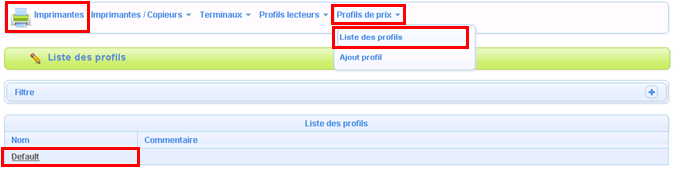 Imprimantes Imprimantes / Copieurs Terminaux Profils lecteurs Profils de prix
Liste des profils
Ajout profil
Liste des profils
Filtre
Liste des profils
Nom Commentaire
Default